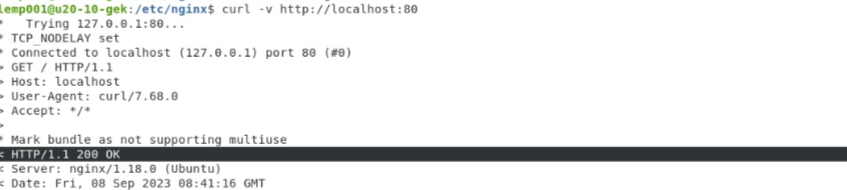 lemp001@u20-10-gek:/etc/nginx$ curl -v http://localhost:80
*   Trying 127.0.0.1:80...
* TCP_NODELAY set
* Connected to localhost (127.0.0.1) port 80 (#0)
> GET / HTTP/1.1
> Host: localhost
> User-Agent: curl/7.68.0
> Accept: */*
>
* Mark bundle as not supporting multiuse
< HTTP/1.1 200 OK
< Server: nginx/1.18.0 (Ubuntu)
< Date: Fri, 08 Sep 2023 08:41:16 GMT